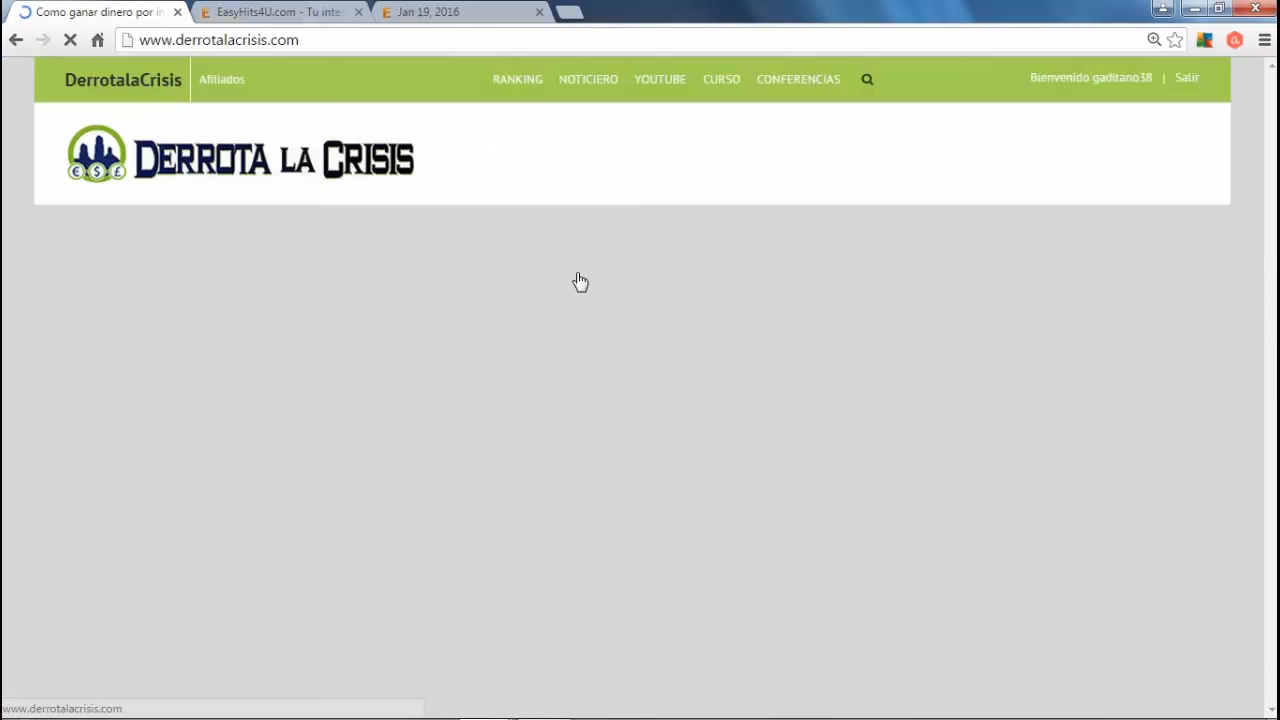 Como ganar dinero por in
EasyHits4U.com - Tu inte
Jan 19, 2016
www.derrotalacrisis.com
DerrotalaCrisis
Afiliados
RANKING
NOTICIERO
YOUTUBE
CURSO
CONFERENCIAS
Bienvenido gaditano38 | Salir
DERROTA LA CRISIS
www.derrotalacrisis.com